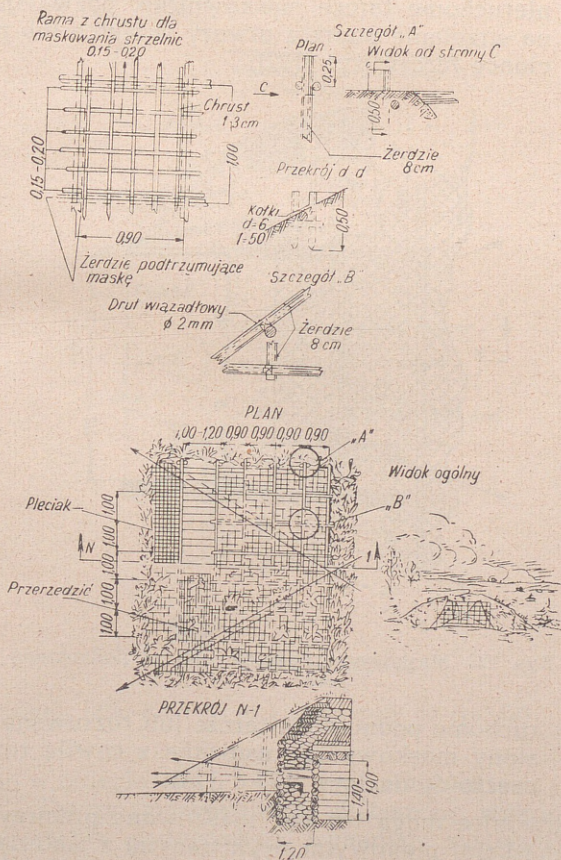 Rama z chrustu dla
maskowania strzelnic
0,15-0,20
Chrust
1,3cm
0,15-0,20
1,00
0,90
Żerdzie podtrzymujące
maskę
C
Szczegół „A"
Plan
Widok od strony C
0,25
0,50
Żerdzie
8cm
Przekrój d d
Kołki
d=6
l=50
0,50
Szczegół „B"
Drut wiązadłowy
ϕ 2mm
Żerdzie
8cm
PLAN
1,00-1,20 0,90 0,90 0,90 0,90
„A"
Pleciak
1,00
1,00
1,00
1,00
N
Przerzedzić
„B"
1
Widok ogólny
PRZEKRÓJ N-1
1,40-
1,90
1,20